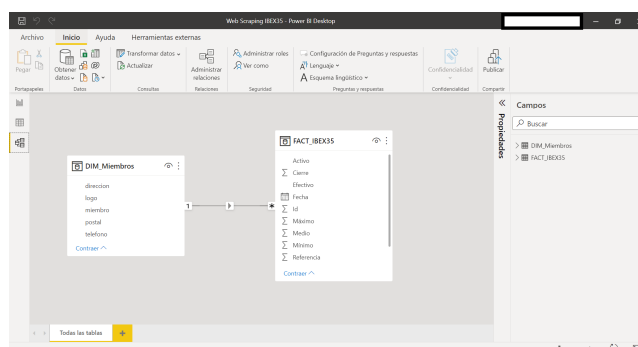 Web Scraping IBEX35 - Power BI Desktop
Archivo Inicio Ayuda Herramientas externas
Pegar
Obtener datos
Transformar datos
Actualizar
Administrar relaciones
Administrar roles
Ver como
Configuración de Preguntas y respuestas
Lenguaje
Esquema lingüístico
Confidencialidad
Publicar
Portapapeles Datos Consultas Relaciones Seguridad Preguntas y respuestas Confidencialidad Compartir
DIM_Miembros
direccion
logo
miembro
postal
telefono
Contraer
1
*
FACT_IBEX35
Activo
Cierre
Efectivo
Fecha
Id
Máximo
Medio
Mínimo
Referencia
Contraer
Propiedades
Campos
Buscar
DIM_Miembros
FACT_IBEX35
Todas las tablas